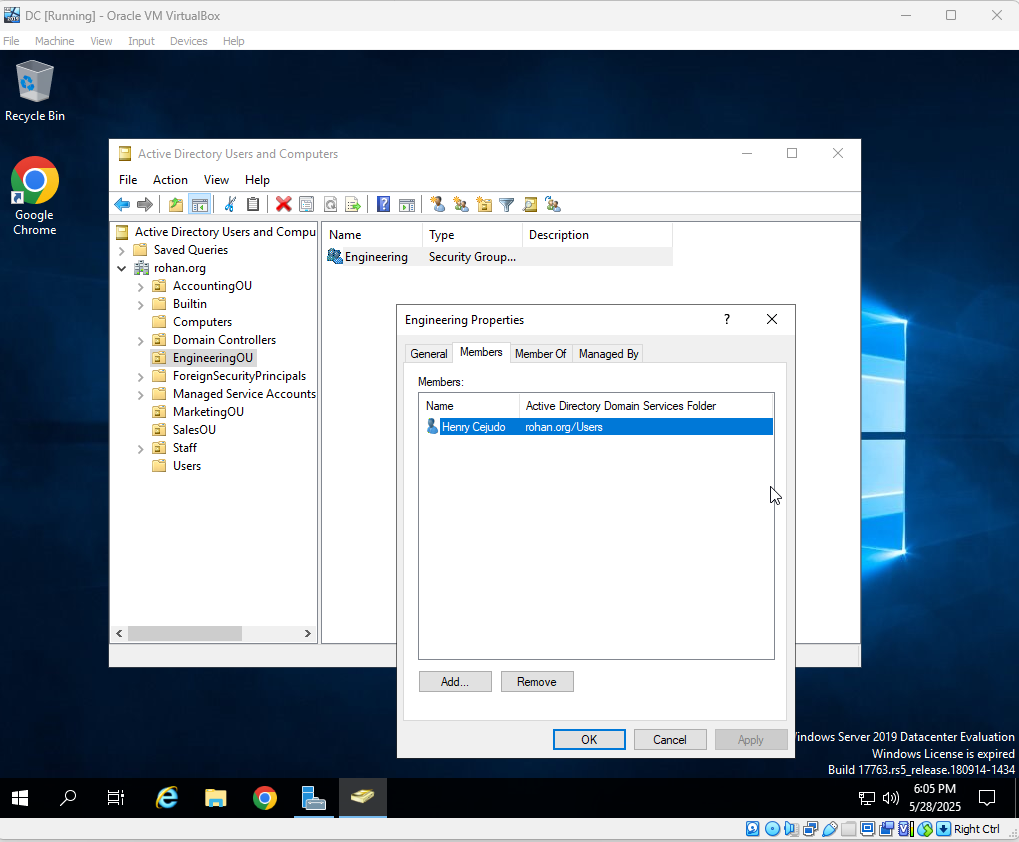 DC [Running] - Oracle VM VirtualBox
File Machine View Input Devices Help
Recycle Bin
Google
Chrome
Active Directory Users and Computers
File Action View Help
Active Directory Users and Compu
Saved Queries
rohan.org
AccountingOU
Builtin
Computers
Domain Controllers
EngineeringOU
ForeignSecurityPrincipals
Managed Service Accounts
MarketingOU
SalesOU
Staff
Users
Name Type Description
Engineering Security Group...
Engineering Properties
?
General Members Member Of Managed By
Members:
Name Active Directory Domain Services Folder
Henry Cejudo rohan.org/Users
Add... Remove
OK Cancel Apply
indows Server 2019 Datacenter Evaluation
Windows License is expired
Build 17763.rs5_release.180914-1434
6:05 PM
5/28/2025
Right Ctrl